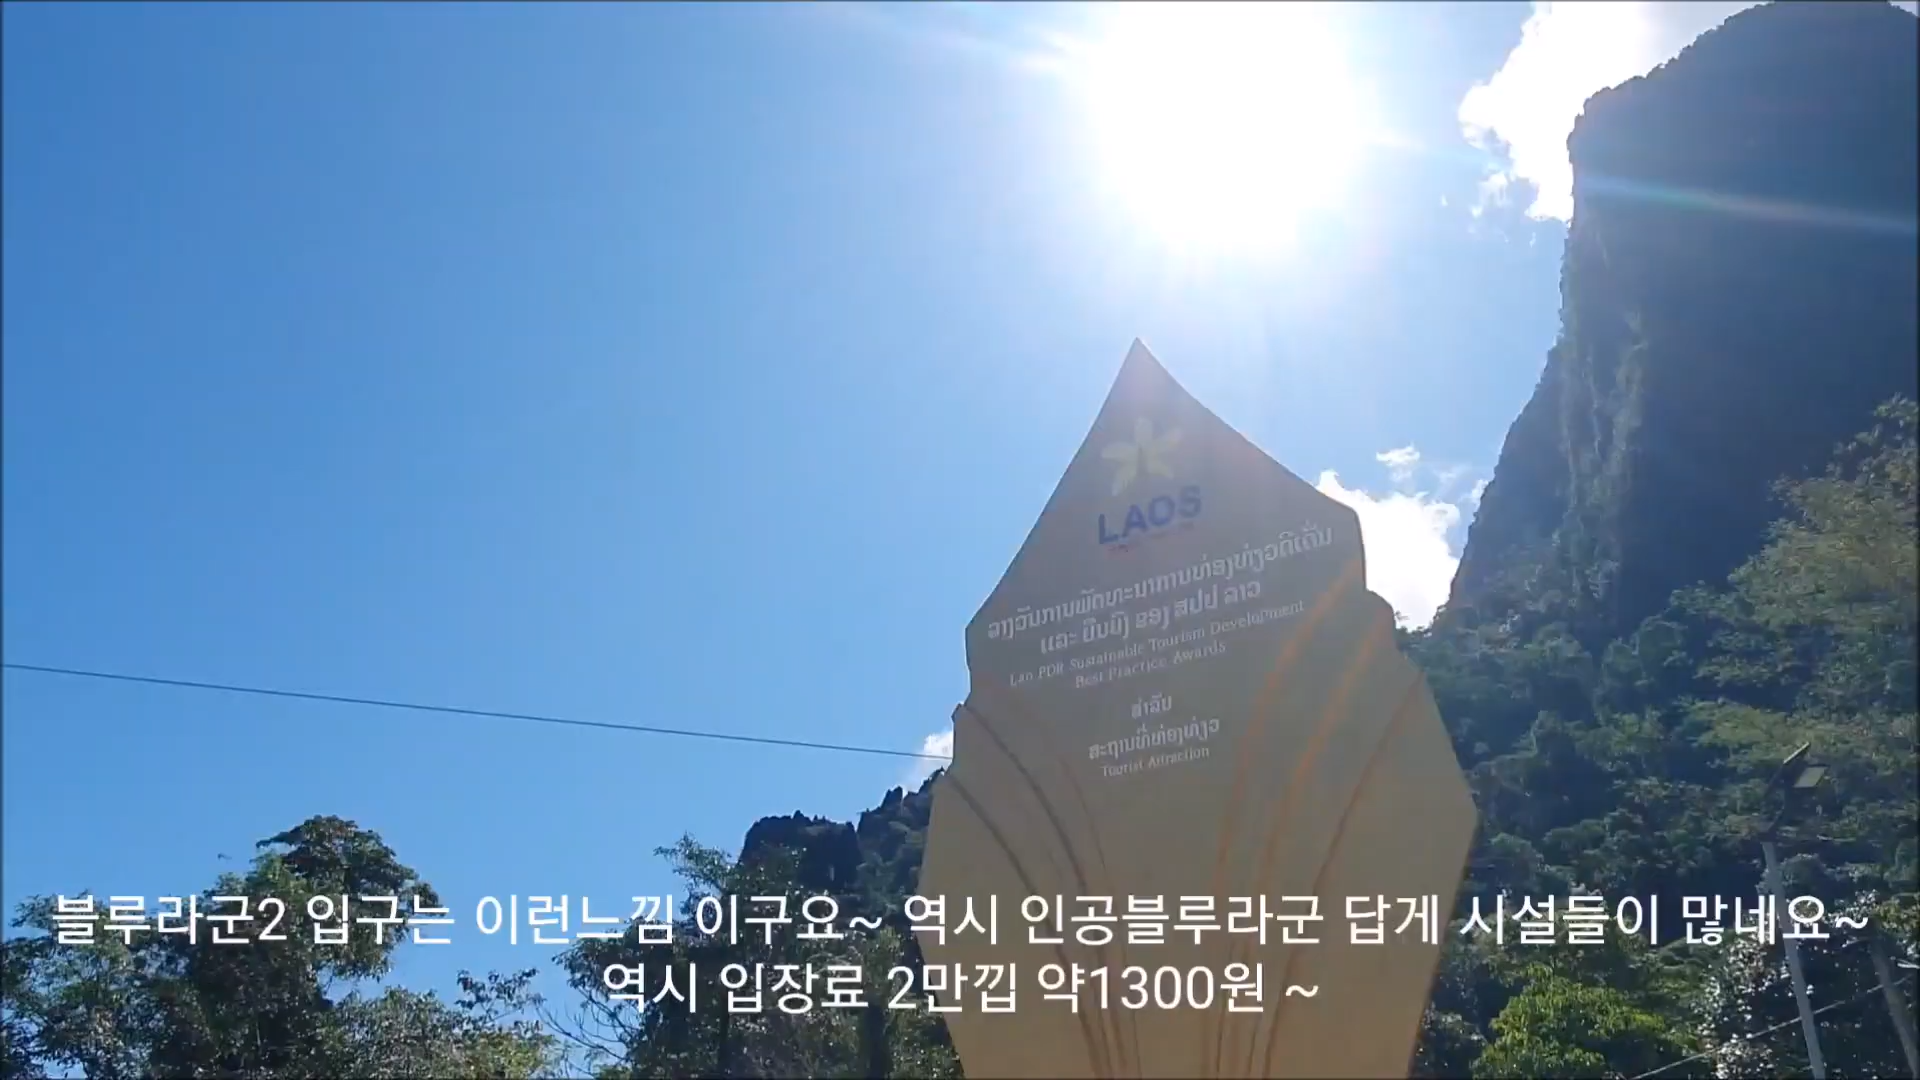 LAOS
ລາງວັນການພັດທະນາການທ່ອງທ່ຽວດີເດັ່ນ
ແລະ ຍືນຍົງ ຂອງ ສປປ ລາວ
Lao PDR Sustainable Tourism Development
Best Practice Awards
ສຳລັບ
ສະຖານທີ່ທ່ອງທ່ຽວ
Tourist Attraction
블루라군2 입구는 이런느낌 이구요~ 역시 인공블루라군 답게 시설들이 많네요~
역시 입장료 2만낍 약1300원 ~